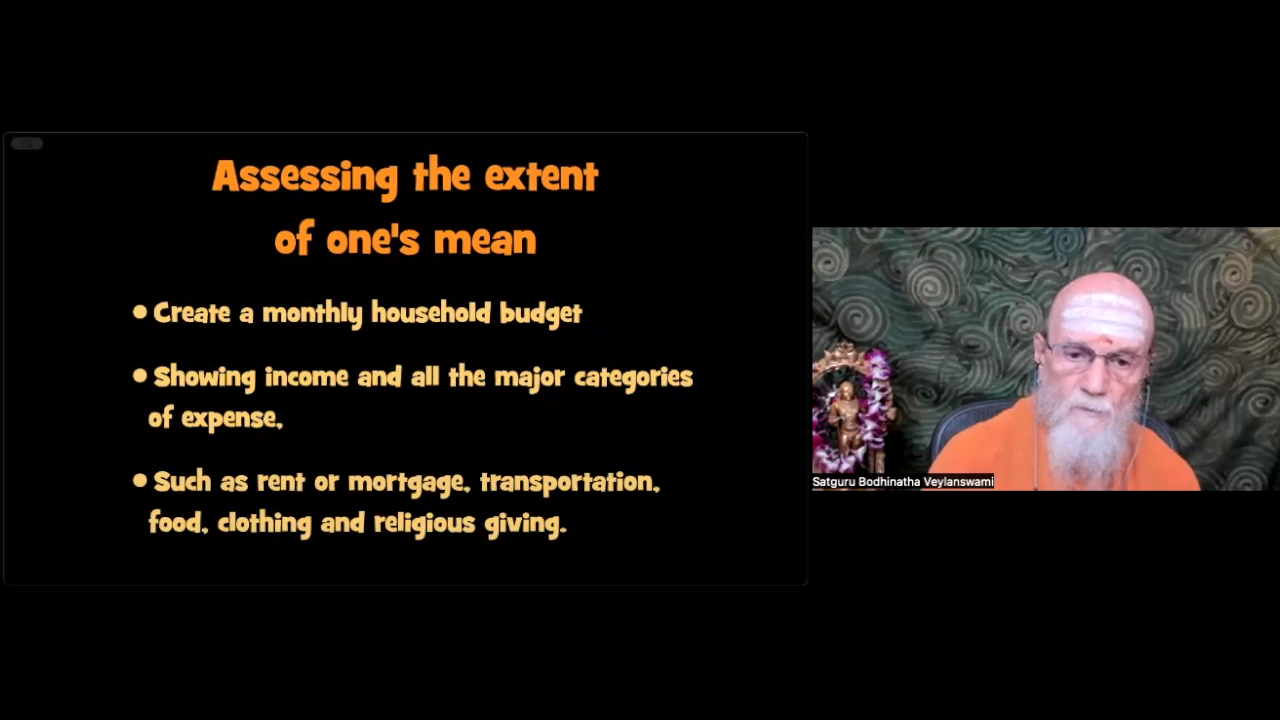 Assessing the extent
of one's mean
• Create a monthly household budget
• Showing income and all the major categories
of expense,
• Such as rent or mortgage, transportation,
food, clothing and religious giving.
Satguru Bodhinatha Veylanswami